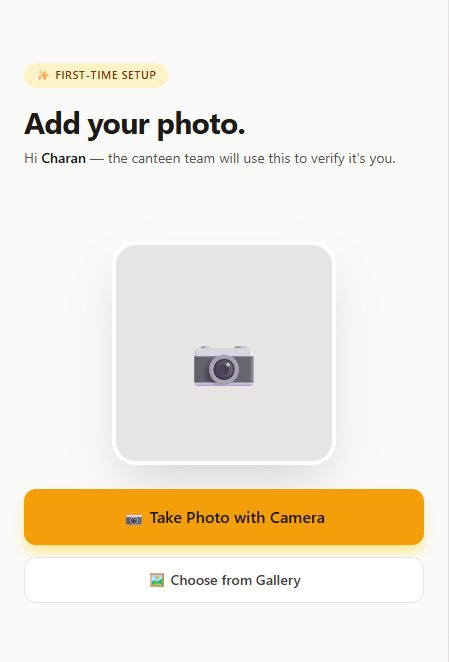 ✨ FIRST-TIME SETUP
Add your photo.
Hi Charan — the canteen team will use this to verify it's you.
📷 Take Photo with Camera
🖼️ Choose from Gallery